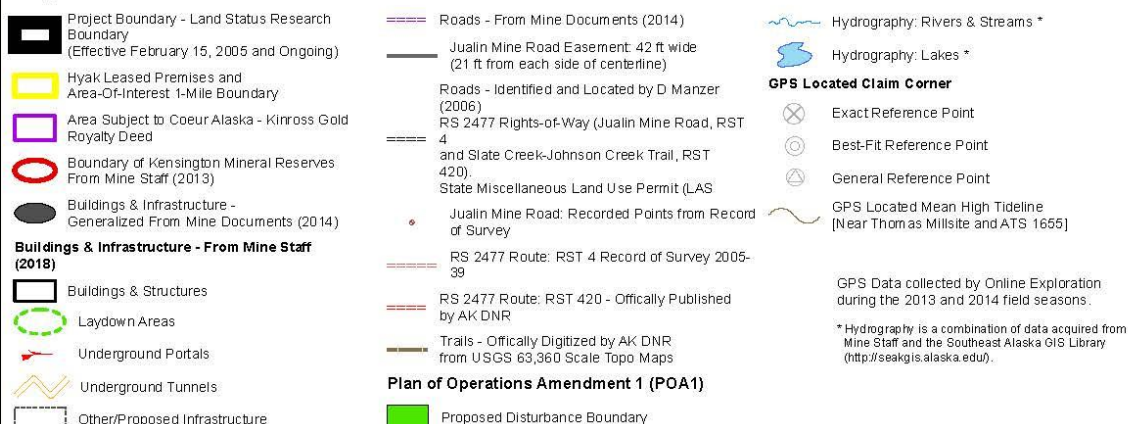 Project Boundary - Land Status Research
Boundary
(Effective February 15, 2005 and Ongoing)
Hyak Leased Premises and
Area-Of-Interest 1-Mile Boundary
Area Subject to Coeur Alaska - Kinross Gold
Royalty Deed
Boundary of Kensington Mineral Reserves
From Mine Staff (2013)
Buildings & Infrastructure -
Generalized From Mine Documents (2014)
Buildings & Infrastructure - From Mine Staff
(2018)
Buildings & Structures
Laydown Areas
Underground Portals
Underground Tunnels
Other/Proposed Infrastructure
Roads - From Mine Documents (2014)
Jualin Mine Road Easement: 42 ft wide
(21 ft from each side of centerline)
Roads - Identified and Located by D Manzer
(2006)
RS 2477 Rights-of-Way (Jualin Mine Road, RST
4
and Slate Creek-Johnson Creek Trail, RST
420).
State Miscellaneous Land Use Permit (LAS
Jualin Mine Road: Recorded Points from Record
of Survey
RS 2477 Route: RST 4 Record of Survey 2005-
39
RS 2477 Route: RST 420 - Offically Published
by AK DNR
Trails - Offically Digitized by AK DNR
from USGS 63,360 Scale Topo Maps
Plan of Operations Amendment 1 (POA1)
Proposed Disturbance Boundary
Hydrography: Rivers & Streams *
Hydrography: Lakes *
GPS Located Claim Corner
Exact Reference Point
Best-Fit Reference Point
General Reference Point
GPS Located Mean High Tideline
[Near Thomas Millsite and ATS 1655]
GPS Data collected by Online Exploration
during the 2013 and 2014 field seasons.
* Hydrography is a combination of data acquired from
Mine Staff and the Southeast Alaska GIS Library
(http://seakgis.alaska.edu/).